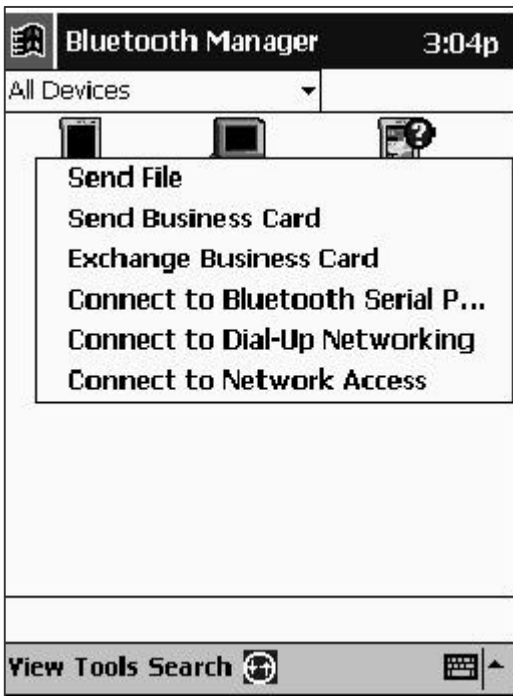 Bluetooth Manager 3:04p
All Devices
?
Send File
Send Business Card
Exchange Business Card
Connect to Bluetooth Serial P...
Connect to Dial-Up Networking
Connect to Network Access
View Tools Search